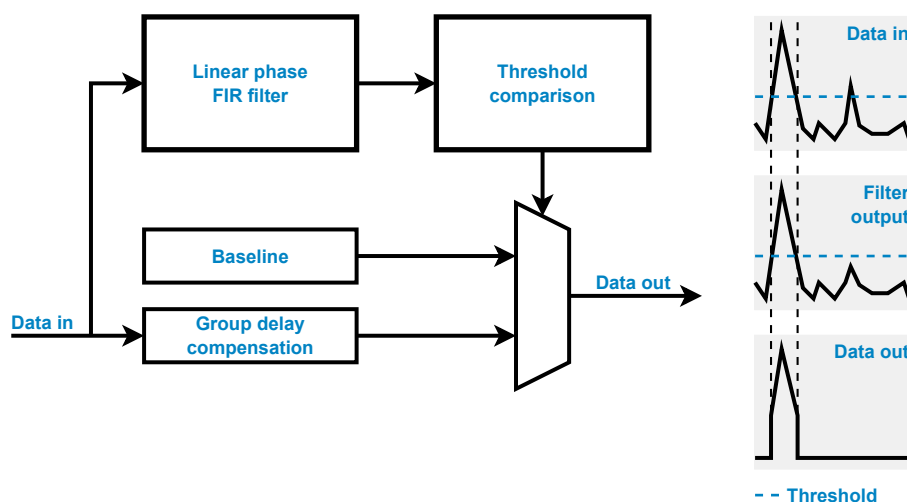 Linear phase
FIR filter
Threshold
comparison
Baseline
Data in
Group delay
compensation
Data out
Data in
Filter
output
Data out
Threshold